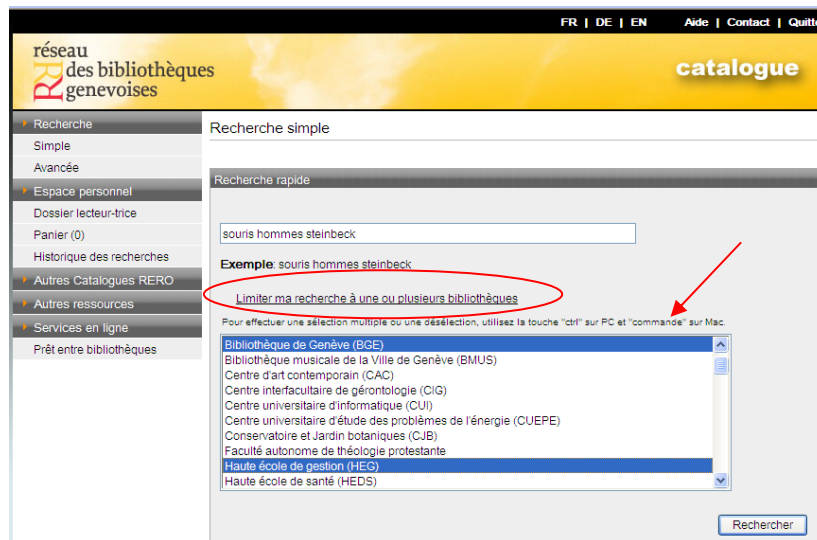 FR | DE | EN Aide | Contact |
réseau
des bibliothèques
genevoises
catalogue
Recherche
Simple
Avancée
Espace personnel
Dossier lecteur-trice
Panier (0)
Historique des recherches
Autres Catalogues RERO
Autres ressources
Services en ligne
Prêt entre bibliothèques
Recherche simple
Recherche rapide
souris hommes steinbeck
Exemple: souris hommes steinbeck
Limiter ma recherche à une ou plusieurs bibliothèques
Pour effectuer une sélection multiple ou une désélection, utilisez la touche "ctrl" sur PC et "commande" sur Mac.
Bibliothèque de Genève (BGE)
Bibliothèque musicale de la Ville de Genève (BMUS)
Centre d'art contemporain (CAC)
Centre interfacultaire de gérontologie (CIG)
Centre universitaire d'informatique (CUI)
Centre universitaire d'étude des problèmes de l'énergie (CUEPE)
Conservatoire et Jardin botaniques (CJB)
Faculté autonome de théologie protestante
Haute école de gestion (HEG)
Haute école de santé (HEDS)
Rechercher